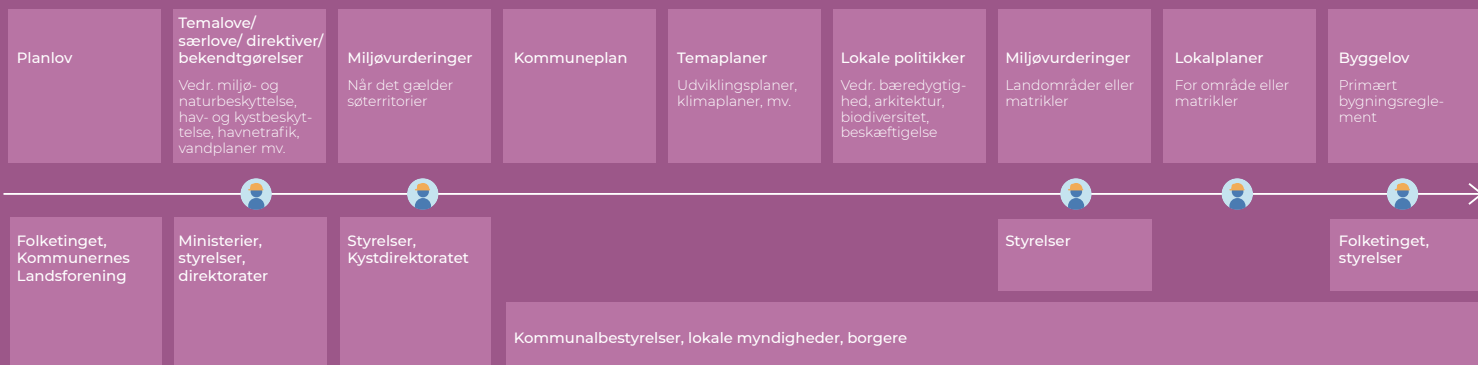 Planlov
Temalove/
særlove/ direktiver/
bekendtgørelser
Vedr. miljø- og
naturbeskyttelse,
hav- og kystbeskyt-
telse, havnetrafik,
vandplaner mv.
Miljøvurderinger
Når det gælder
søterritorier
Kommuneplan
Temaplaner
Udviklingsplaner,
klimaplaner, mv.
Lokale politikker
Vedr. bæredygtig-
hed, arkitektur,
biodiversitet,
beskæftigelse
Miljøvurderinger
Landområder eller
matrikler
Lokalplaner
For område eller
matrikler
Byggelov
Primært
bygningsregle-
ment
Folketinget,
Kommunernes
Landsforening
Ministerier,
styrelser,
direktorater
Styrelser,
Kystdirektoratet
Styrelser
Folketinget,
styrelser
Kommunalbestyrelser, lokale myndigheder, borgere